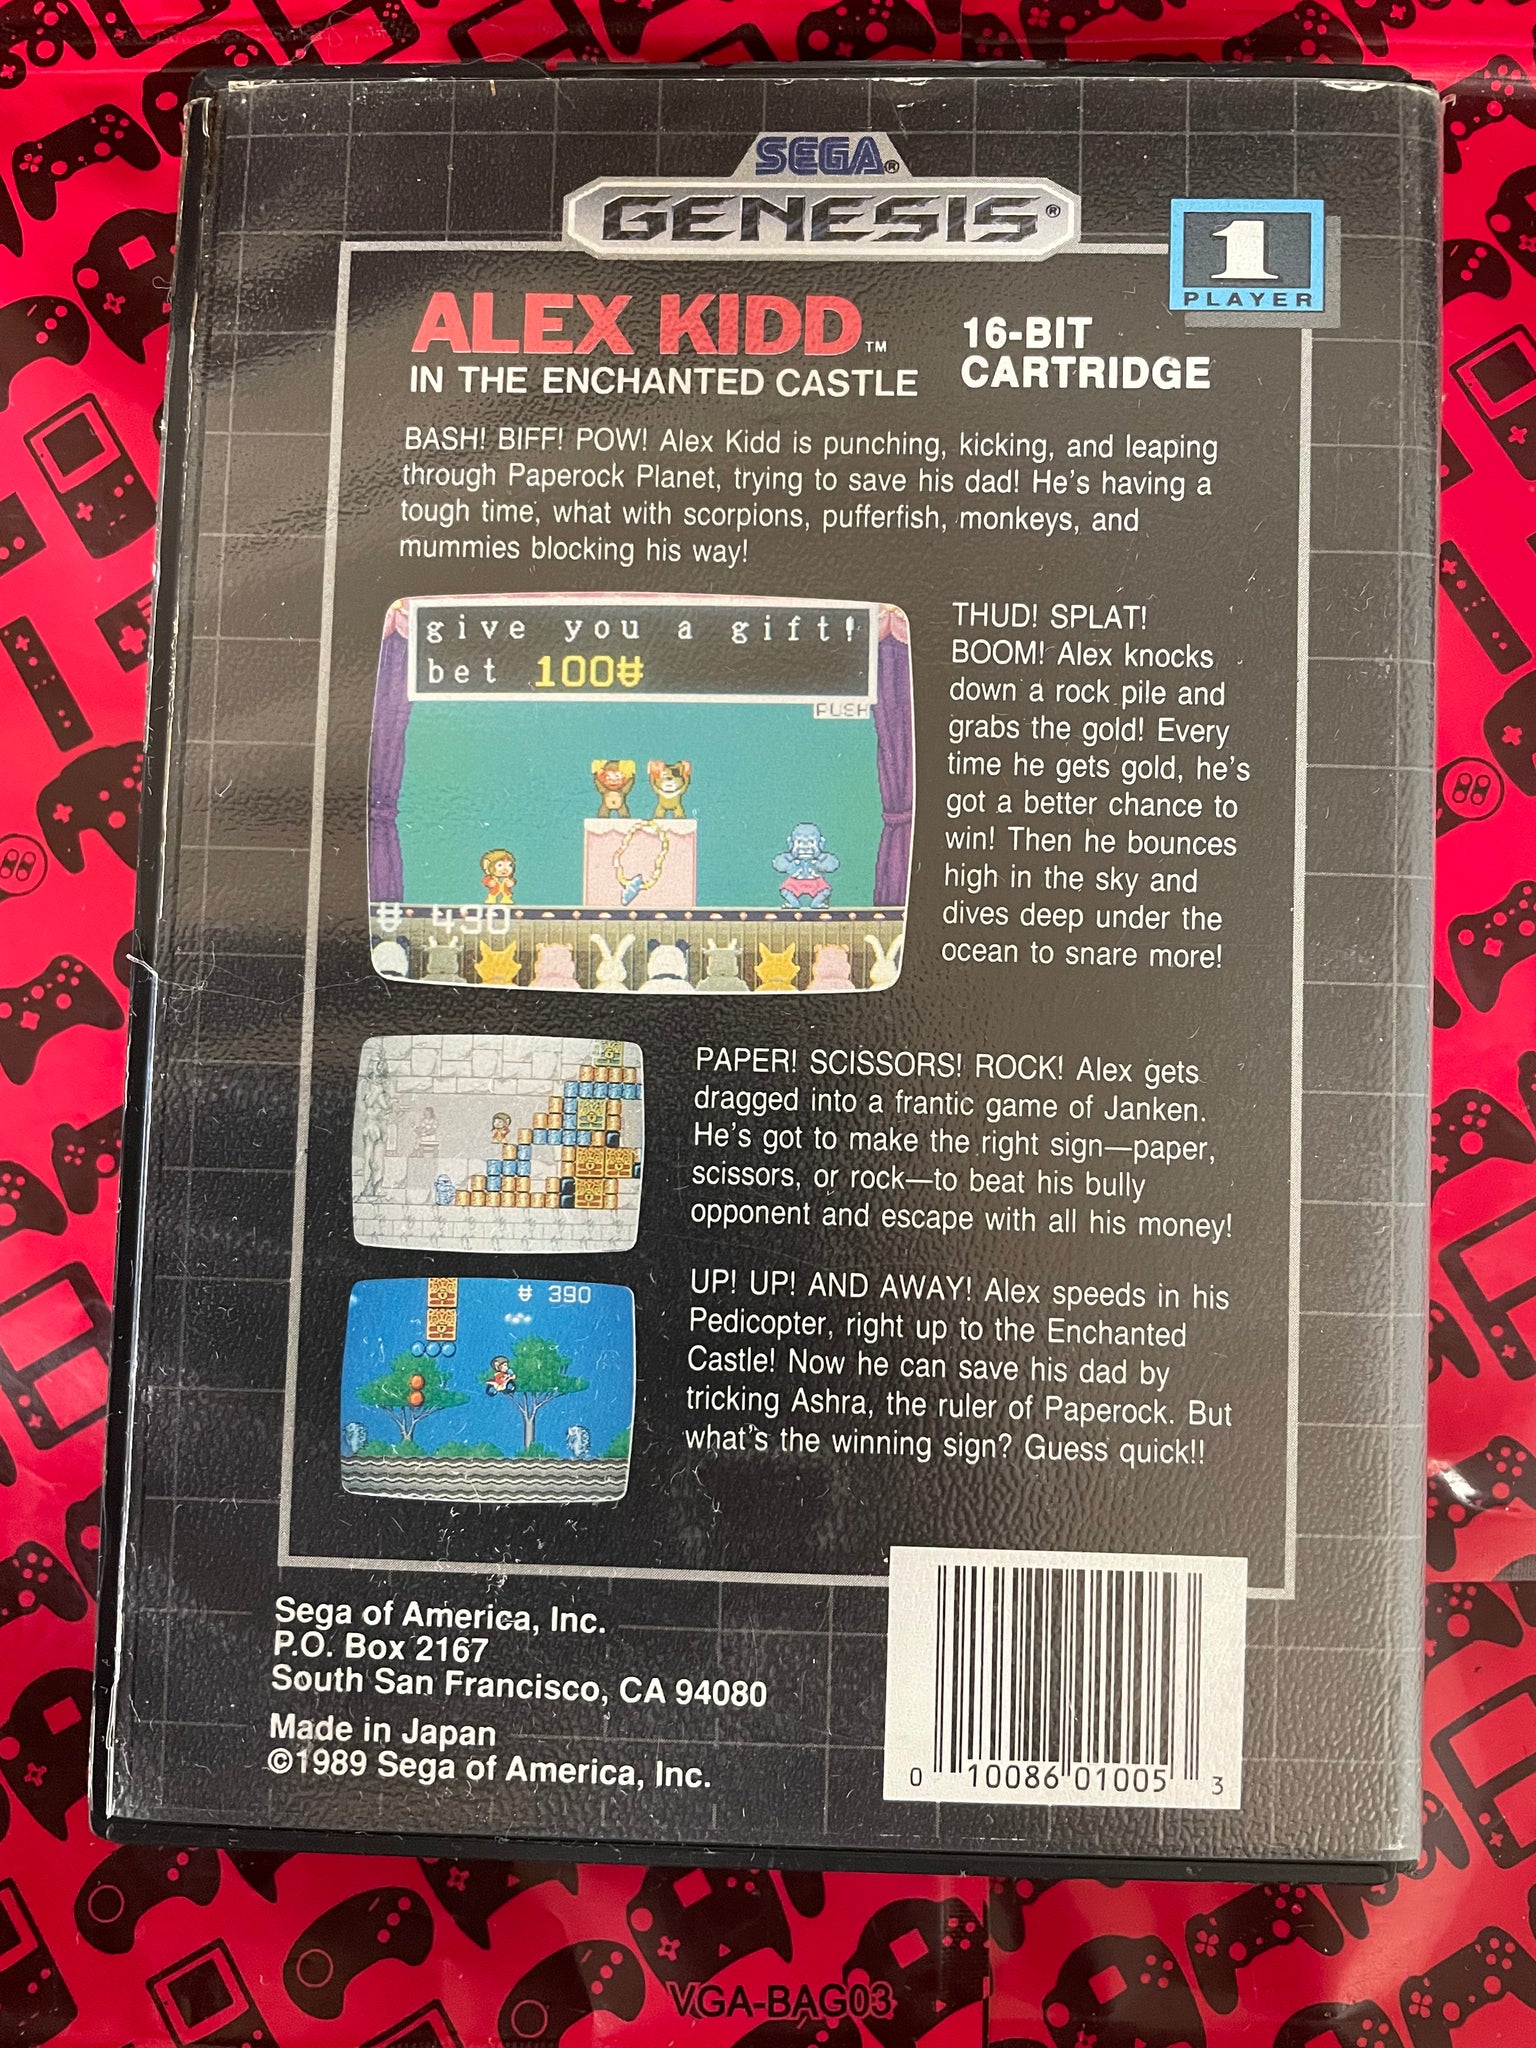 SEGA®
GENESIS®
1
PLAYER
ALEX KIDD™
IN THE ENCHANTED CASTLE
16-BIT
CARTRIDGE
BASH! BIFF! POW! Alex Kidd is punching, kicking, and leaping
through Paperock Planet, trying to save his dad! He's having a
tough time, what with scorpions, pufferfish, monkeys, and
mummies blocking his way!
give you a gift!
bet 100
PUSH
430
THUD! SPLAT!
BOOM! Alex knocks
down a rock pile and
grabs the gold! Every
time he gets gold, he's
got a better chance to
win! Then he bounces
high in the sky and
dives deep under the
ocean to snare more!
PAPER! SCISSORS! ROCK! Alex gets
dragged into a frantic game of Janken.
He's got to make the right sign—paper,
scissors, or rock—to beat his bully
opponent and escape with all his money!
390
UP! UP! AND AWAY! Alex speeds in his
Pedicopter, right up to the Enchanted
Castle! Now he can save his dad by
tricking Ashra, the ruler of Paperock. But
what's the winning sign? Guess quick!!
Sega of America, Inc.
P.O. Box 2167
South San Francisco, CA 94080
Made in Japan
©1989 Sega of America, Inc.
0 10086 01005 3
VGA-BAG03